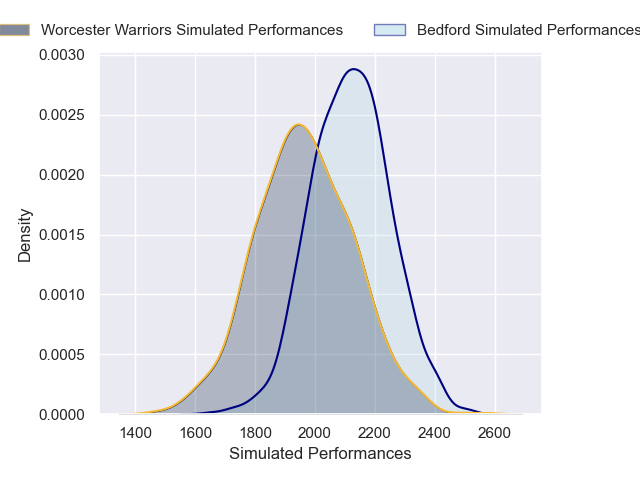 Worcester Warriors Simulated Performances
Bedford Simulated Performances
0.0030
0.0025
0.0020
0.0015
0.0010
0.0005
0.0000
Density
1400 1600 1800 2000 2200 2400 2600
Simulated Performances